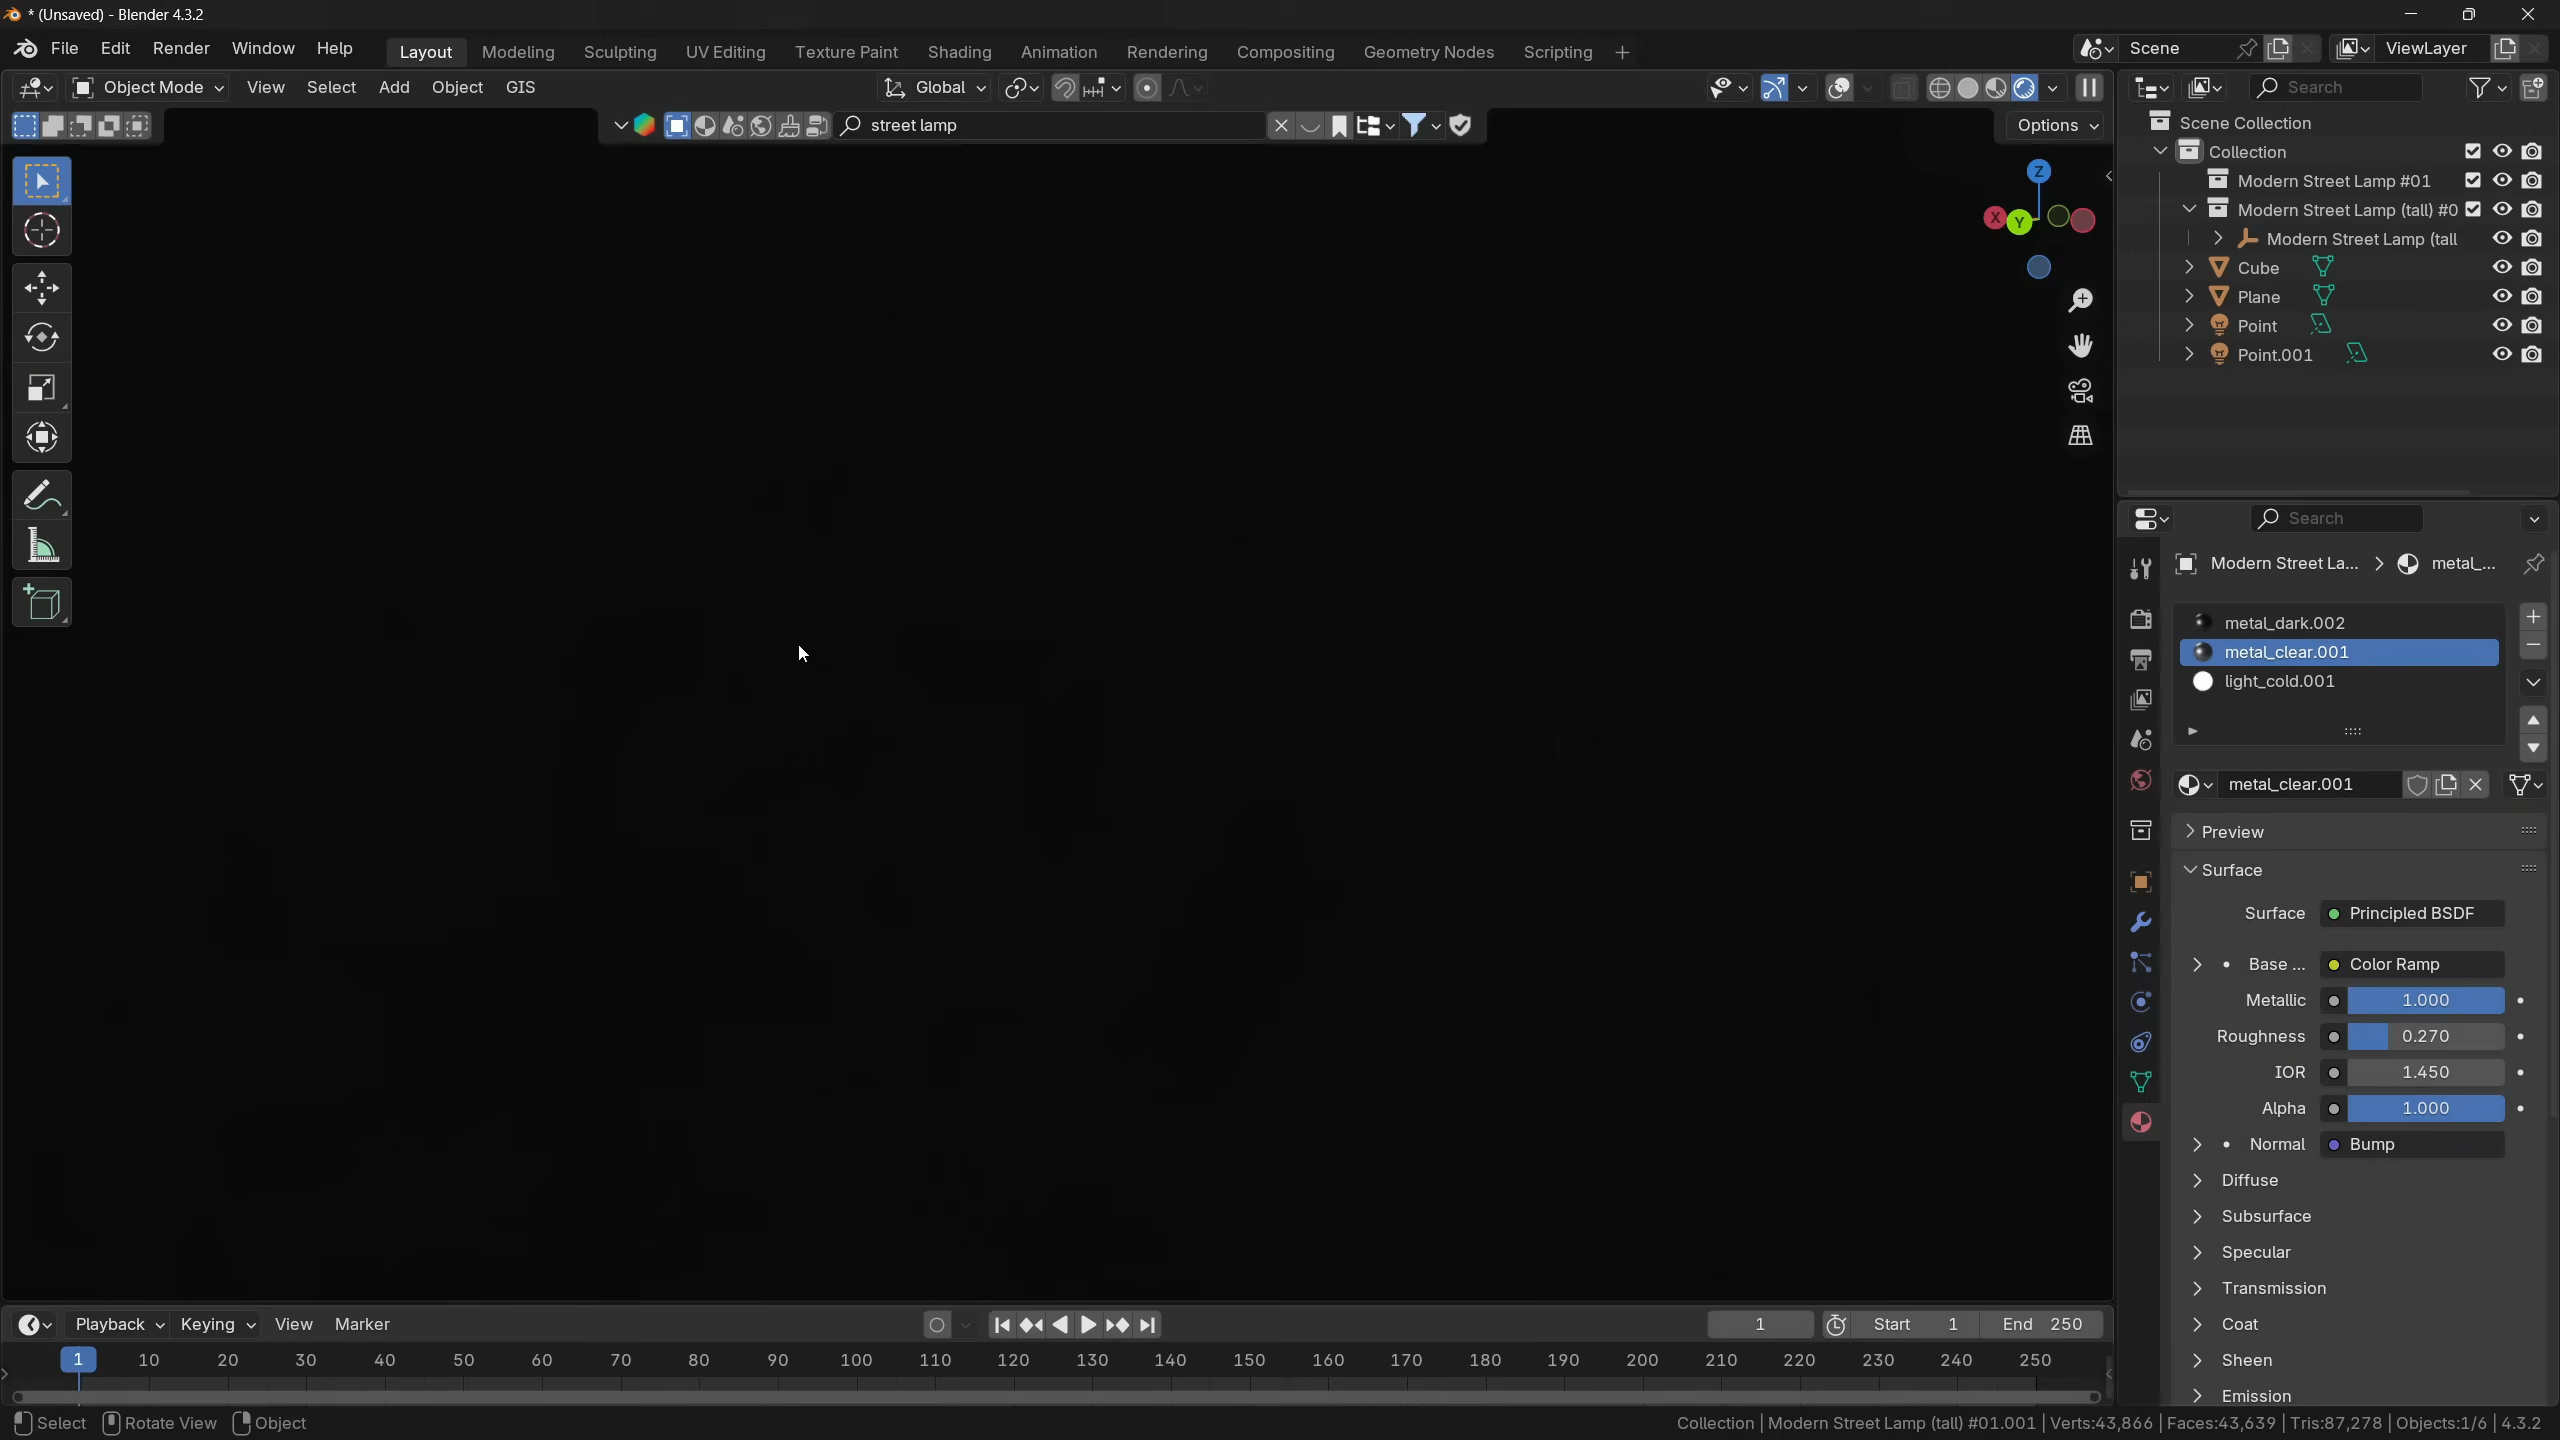 * (Unsaved) - Blender 4.3.2
File Edit Render Window Help Layout Modeling Sculpting UV Editing Texture Paint Shading Animation Rendering Compositing Geometry Nodes Scripting Scene ViewLayer
Object Mode View Select Add Object GIS Global Search
street lamp Options
Z
X Y
Scene Collection
Collection
Modern Street Lamp #01
Modern Street Lamp (tall) #0
Modern Street Lamp (tall
Cube
Plane
Point
Point.001
Search
Modern Street La... metal_...
metal_dark.002
metal_clear.001
light_cold.001
metal_clear.001
Preview
Surface
Surface Principled BSDF
Base ... Color Ramp
Metallic 1.000
Roughness 0.270
IOR 1.450
Alpha 1.000
Normal Bump
Diffuse
Subsurface
Specular
Transmission
Coat
Sheen
Emission
Playback Keying View Marker 1 Start 1 End 250
1 10 20 30 40 50 60 70 80 90 100 110 120 130 140 150 160 170 180 190 200 210 220 230 240 250
Select Rotate View Object Collection | Modern Street Lamp (tall) #01.001 | Verts:43,866 | Faces:43,639 | Tris:87,278 | Objects:1/6 | 4.3.2